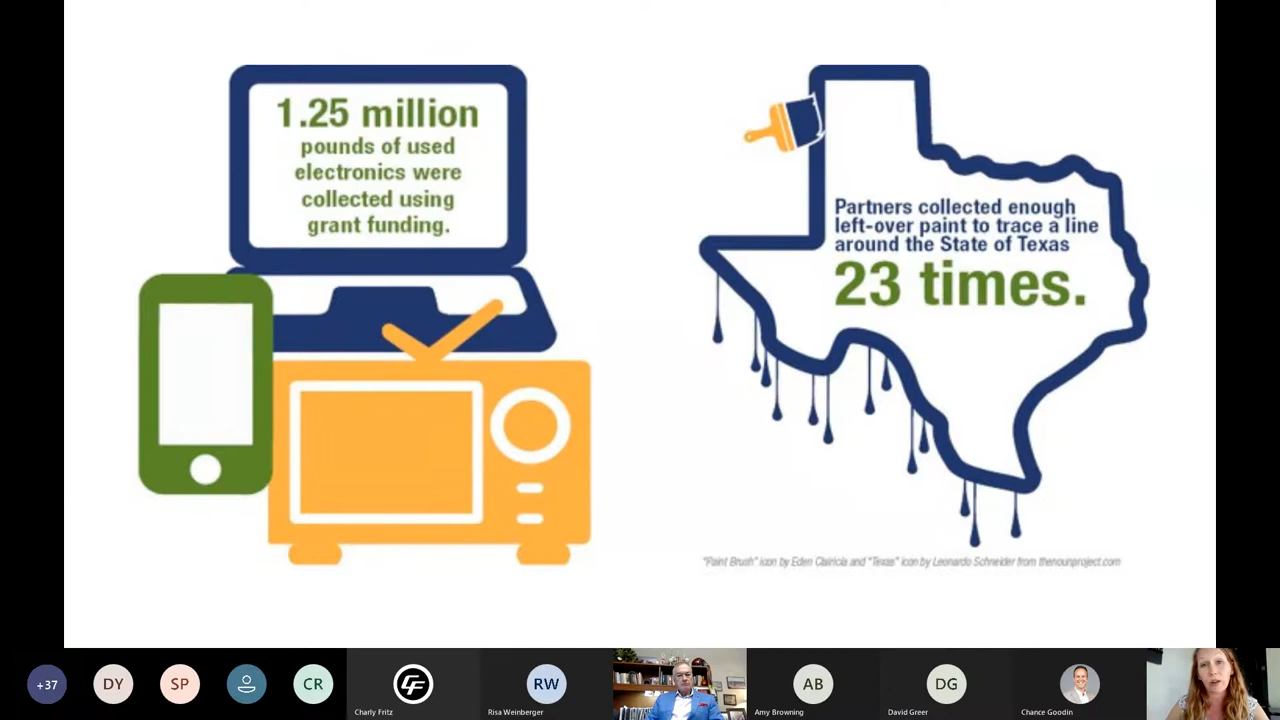 1.25 million
pounds of used
electronics were
collected using
grant funding.
Partners collected enough
left-over paint to trace a line
around the State of Texas
23 times.
"Paint Brush" icon by Eden Clairicia and "Texas" icon by Leonardo Schneider from thenounproject.com
+37
DY
SP
CR
CF
Charly Fritz
RW
Risa Weinberger
AB
Amy Browning
DG
David Greer
Chance Goodin